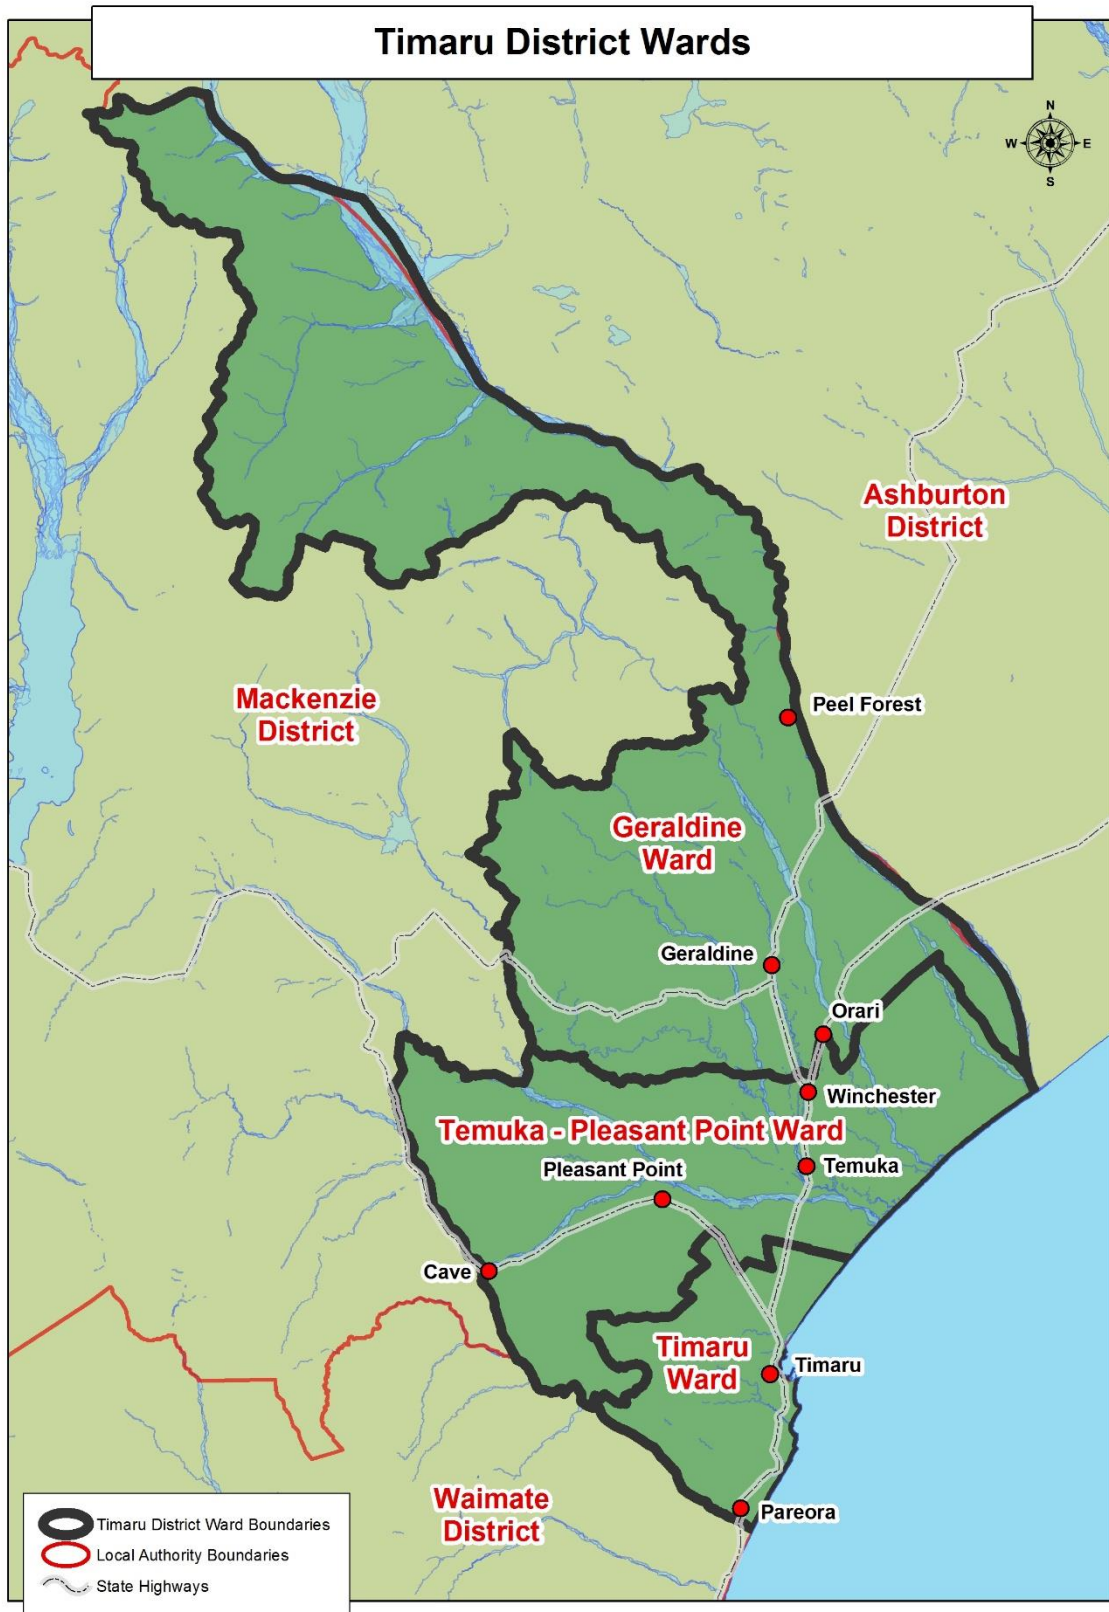 Timaru District Wards
N
W E
S
Ashburton
District
Mackenzie
District
Peel Forest
Geraldine
Ward
Geraldine
Orari
Winchester
Temuka - Pleasant Point Ward
Pleasant Point
Temuka
Cave
Timaru
Ward
Timaru
Waimate
District
Pareora
Timaru District Ward Boundaries
Local Authority Boundaries
State Highways